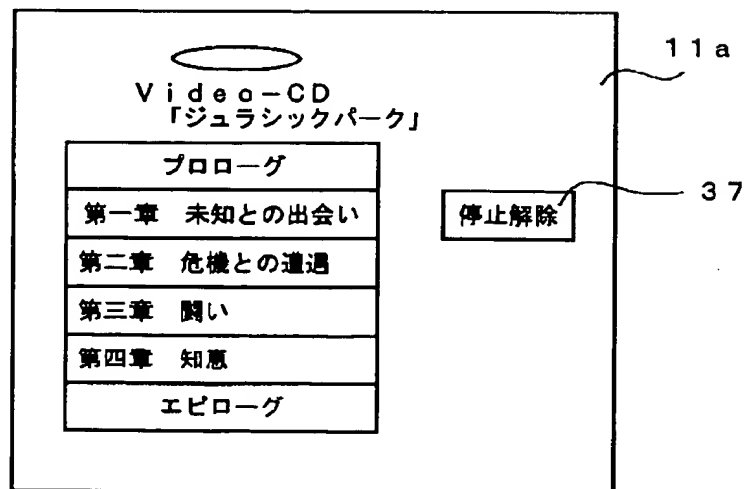 11a
Video-CD
「ジュラシックパーク」
プロローグ
第一章 未知との出会い
停止解除
37
第二章 危機との遭遇
第三章 闘い
第四章 知恵
エピローグ